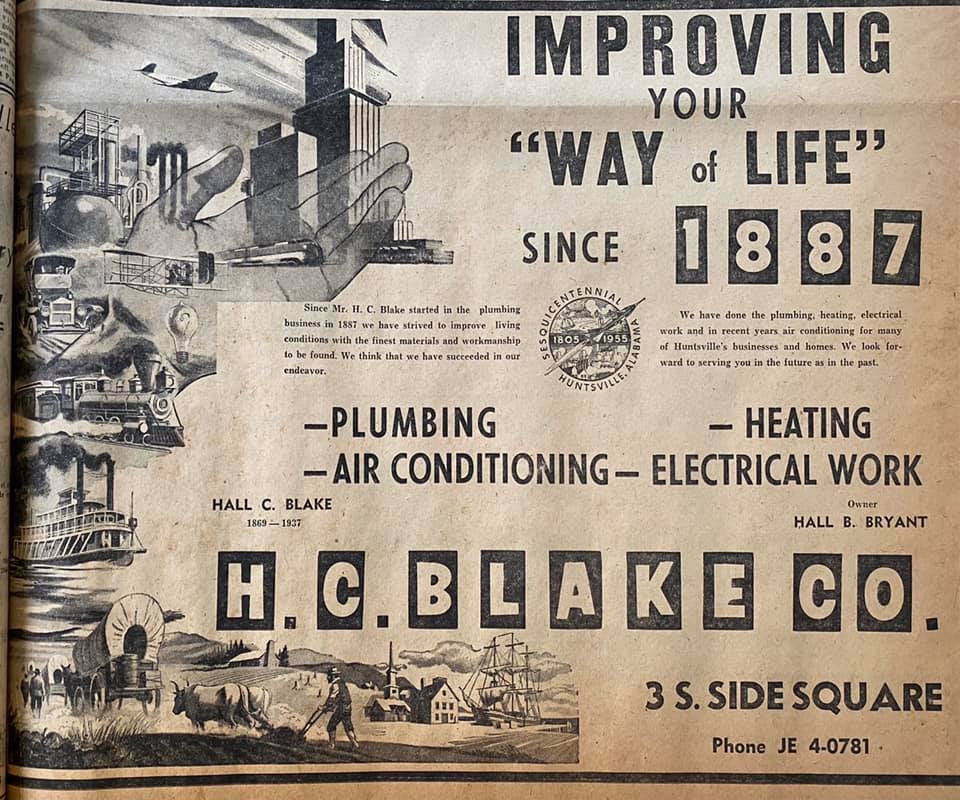 IMPROVING
YOUR
“WAY of LIFE”
SINCE 1887
Since Mr. H. C. Blake started in the plumbing
business in 1887 we have strived to improve living
conditions with the finest materials and workmanship
to be found. We think that we have succeeded in our
endeavor.
SESQUICENTENNIAL
1805 1955
HUNTSVILLE, ALABAMA
We have done the plumbing, heating, electrical
work and in recent years air conditioning for many
of Huntsville's businesses and homes. We look for-
ward to serving you in the future as in the past.
—PLUMBING — HEATING
—AIR CONDITIONING — ELECTRICAL WORK
HALL C. BLAKE
1869 — 1937
Owner
HALL B. BRYANT
H. C. BLAKE CO.
3 S. SIDE SQUARE
Phone JE 4-0781